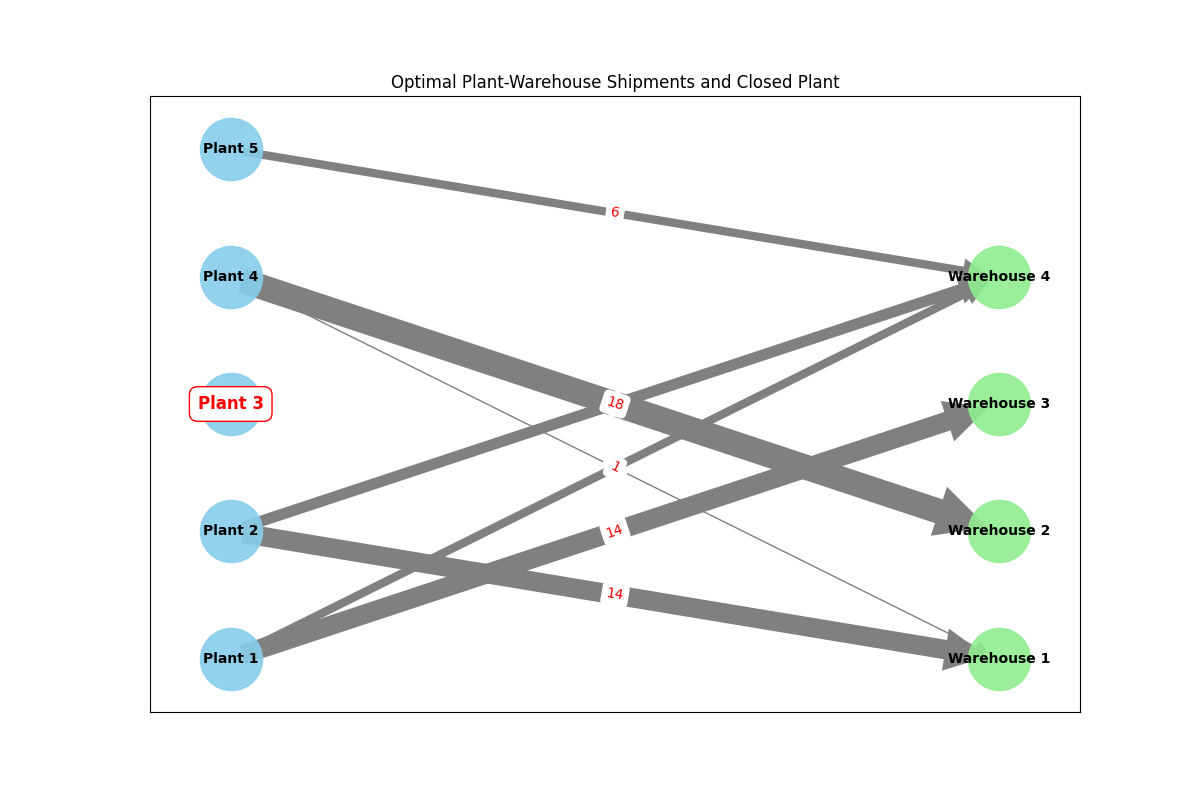 Optimal Plant-Warehouse Shipments and Closed Plant
Plant 5
6
Plant 4
Warehouse 4
Plant 3
18
Warehouse 3
1
Plant 2
14
Warehouse 2
14
Plant 1
Warehouse 1